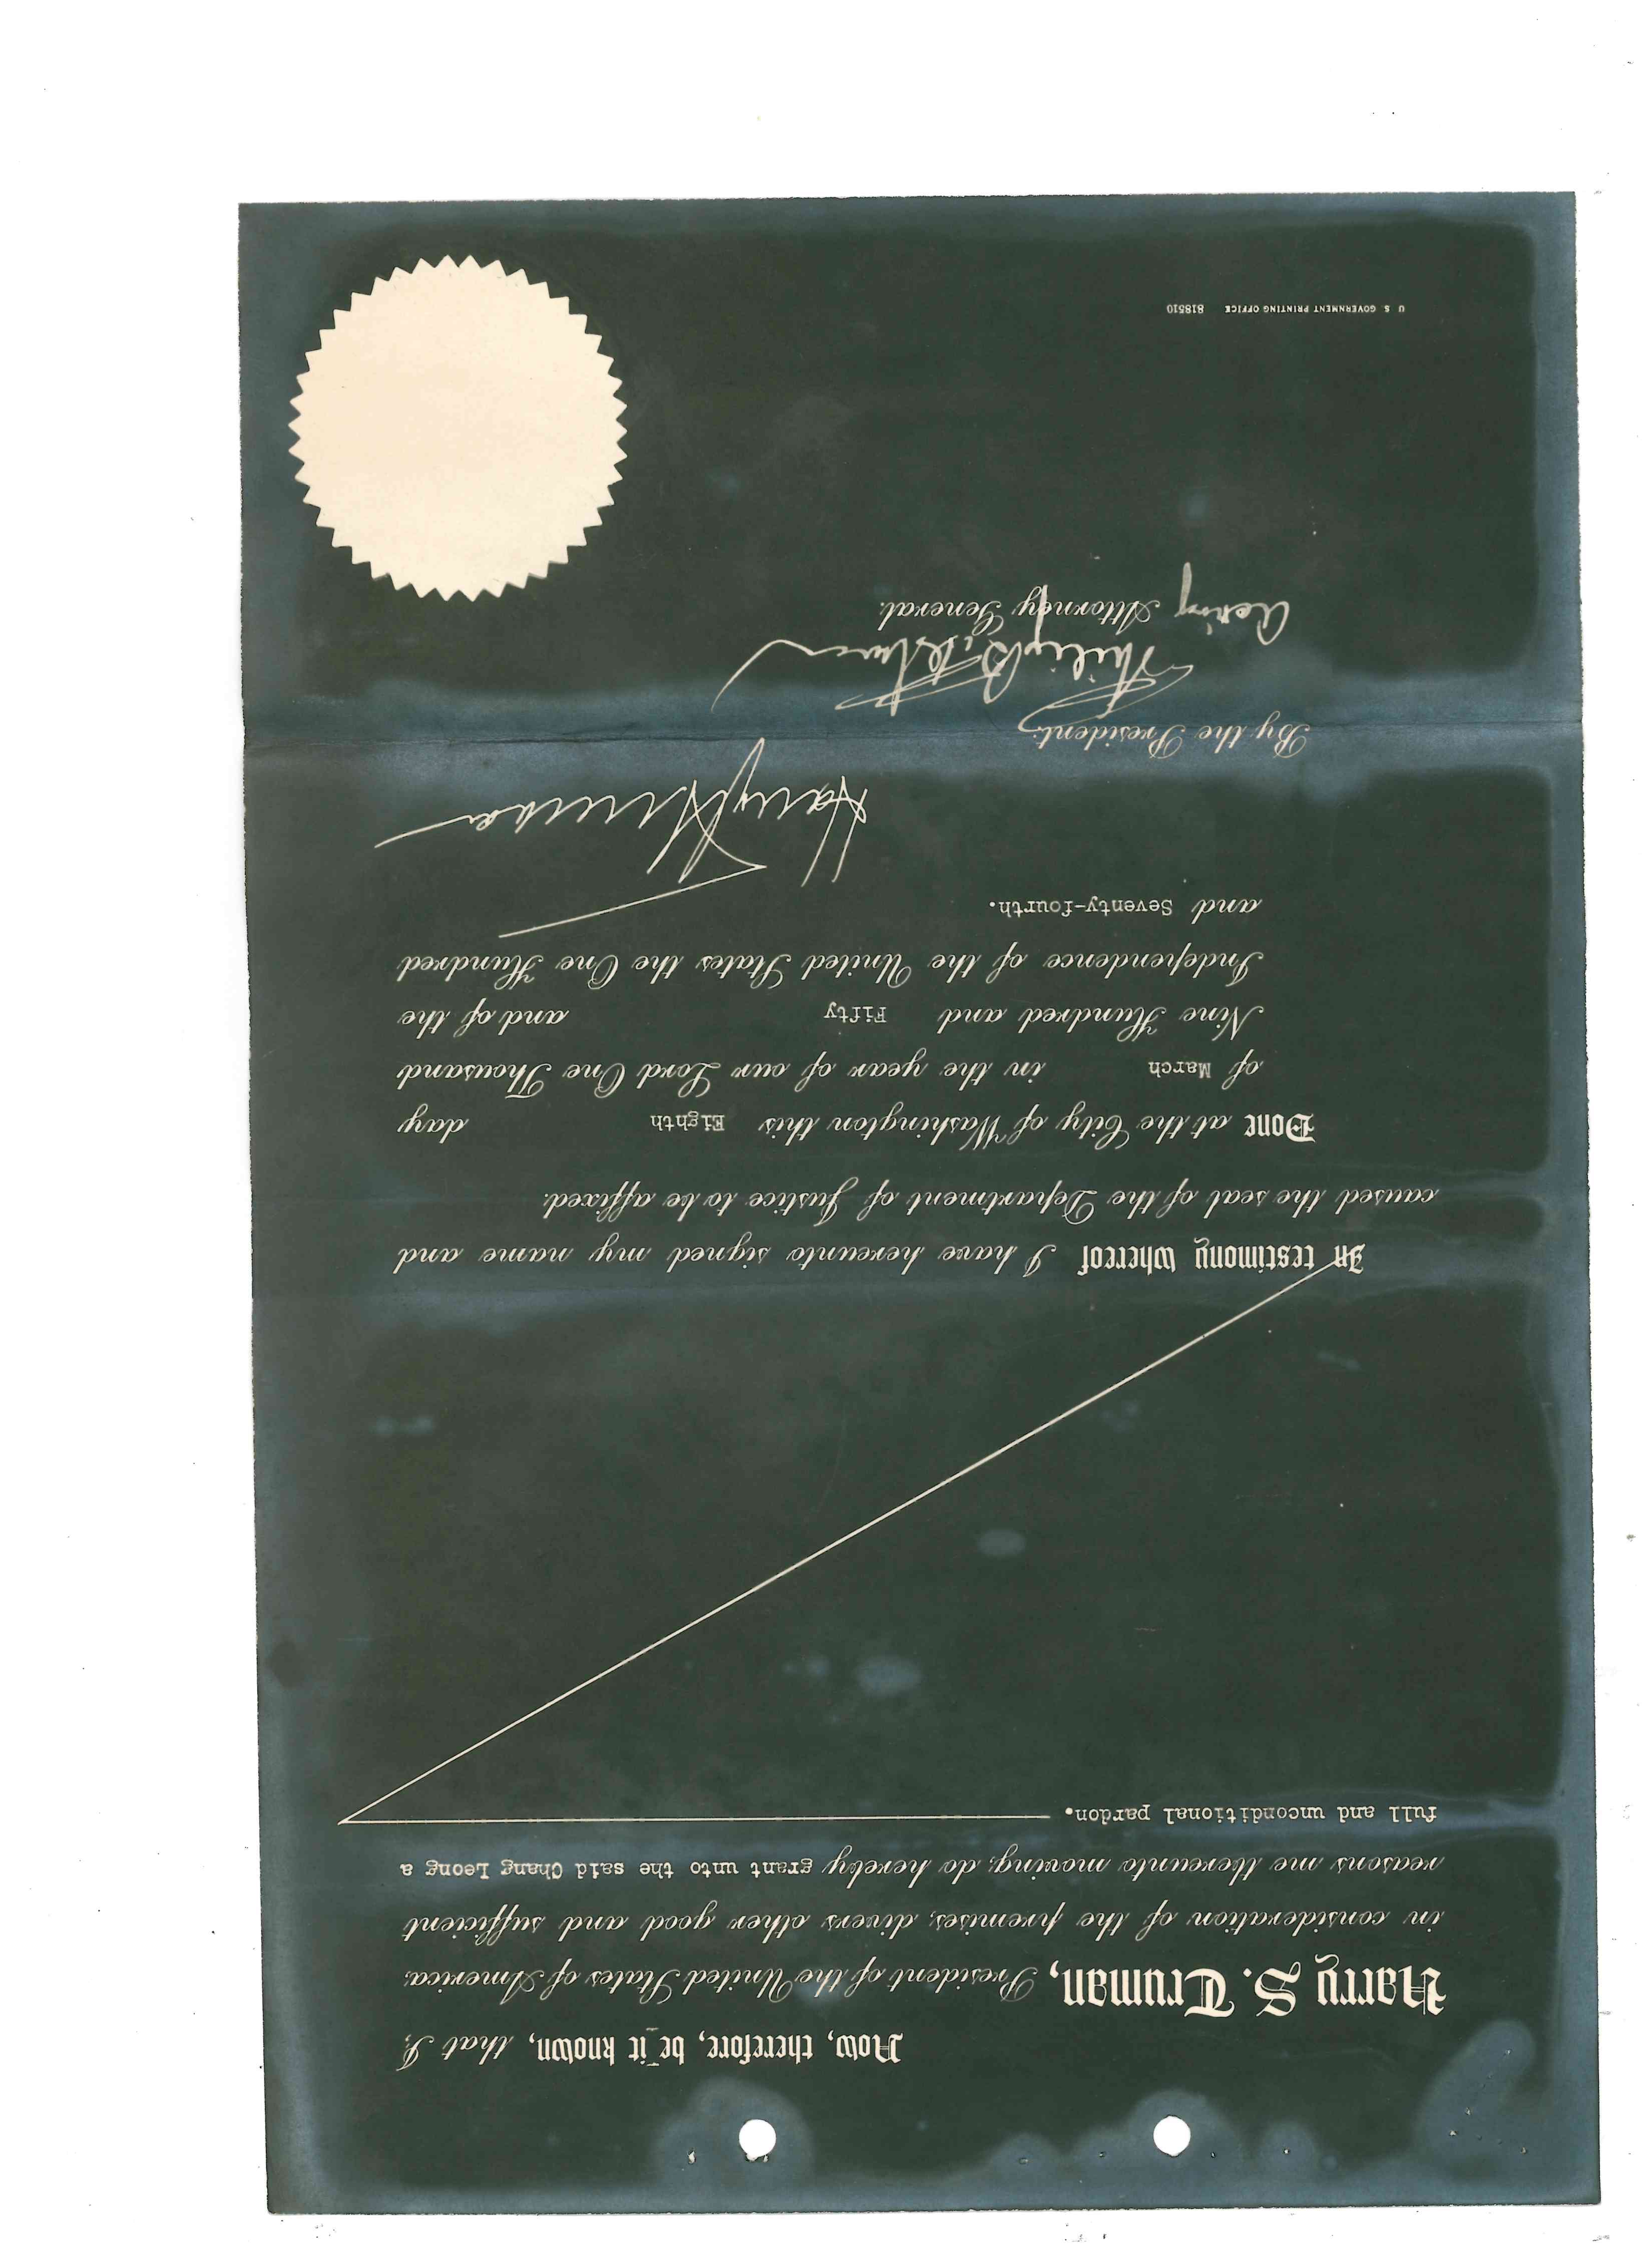 Now, therefore, be it known, that I,
Harry S. Truman, President of the United States of America,
in consideration of the premises, divers other good and sufficient
reasons me thereunto moving, do hereby grant unto the said Chang Leong a
full and unconditional pardon.
In testimony whereof I have hereunto signed my name and
caused the seal of the Department of Justice to be affixed.
Done at the City of Washington this Eighth day
of March in the year of our Lord One Thousand
Nine Hundred and Fifty and of the
Independence of the United States the One Hundred
and Seventy-fourth.
Harry S Truman
By the President:
Philip B. Perlman
Acting Attorney General.
U S GOVERNMENT PRINTING OFFICE 818510